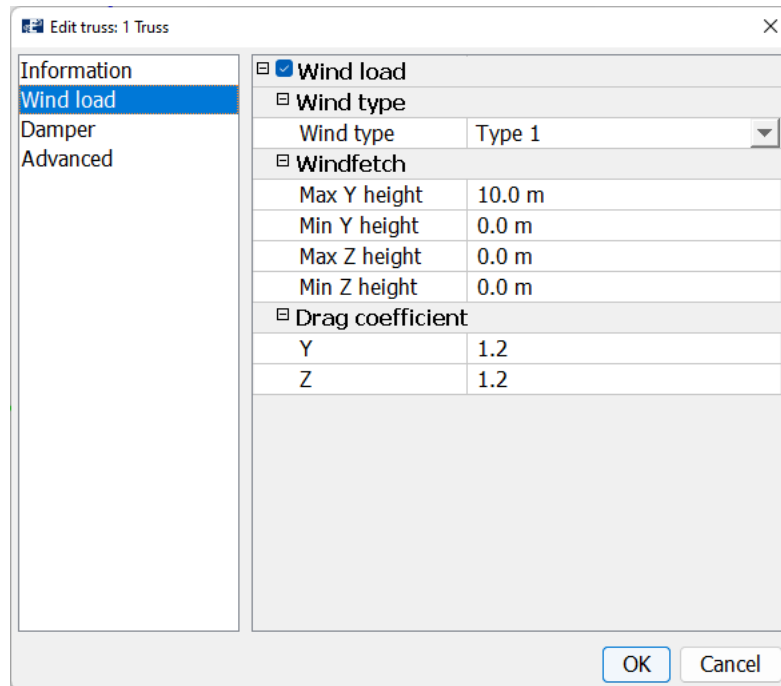 Edit truss: 1 Truss
Information
Wind load
Damper
Advanced
Wind load
Wind type
Wind type Type 1
Windfetch
Max Y height 10.0 m
Min Y height 0.0 m
Max Z height 0.0 m
Min Z height 0.0 m
Drag coefficient
Y 1.2
Z 1.2
OK Cancel